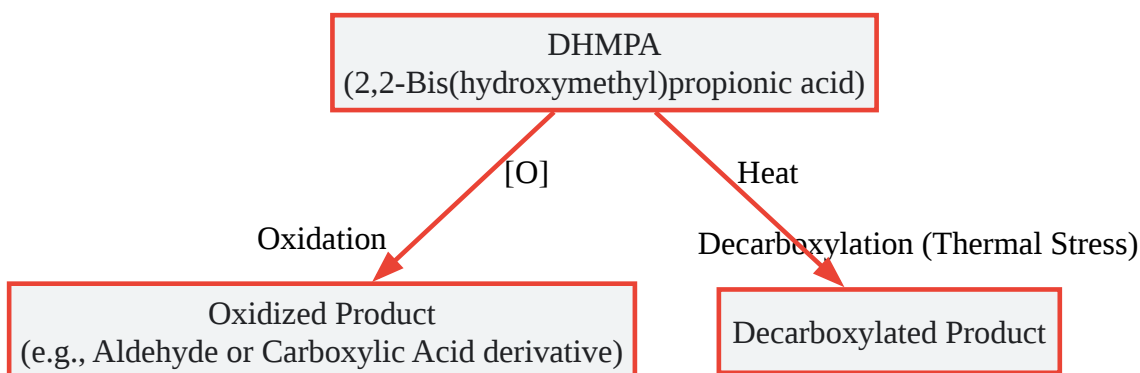 DHMPA
(2,2-Bis(hydroxymethyl)propionic acid)
[O]
Heat
Oxidation
Decarboxylation (Thermal Stress)
Oxidized Product
(e.g., Aldehyde or Carboxylic Acid derivative)
Decarboxylated Product